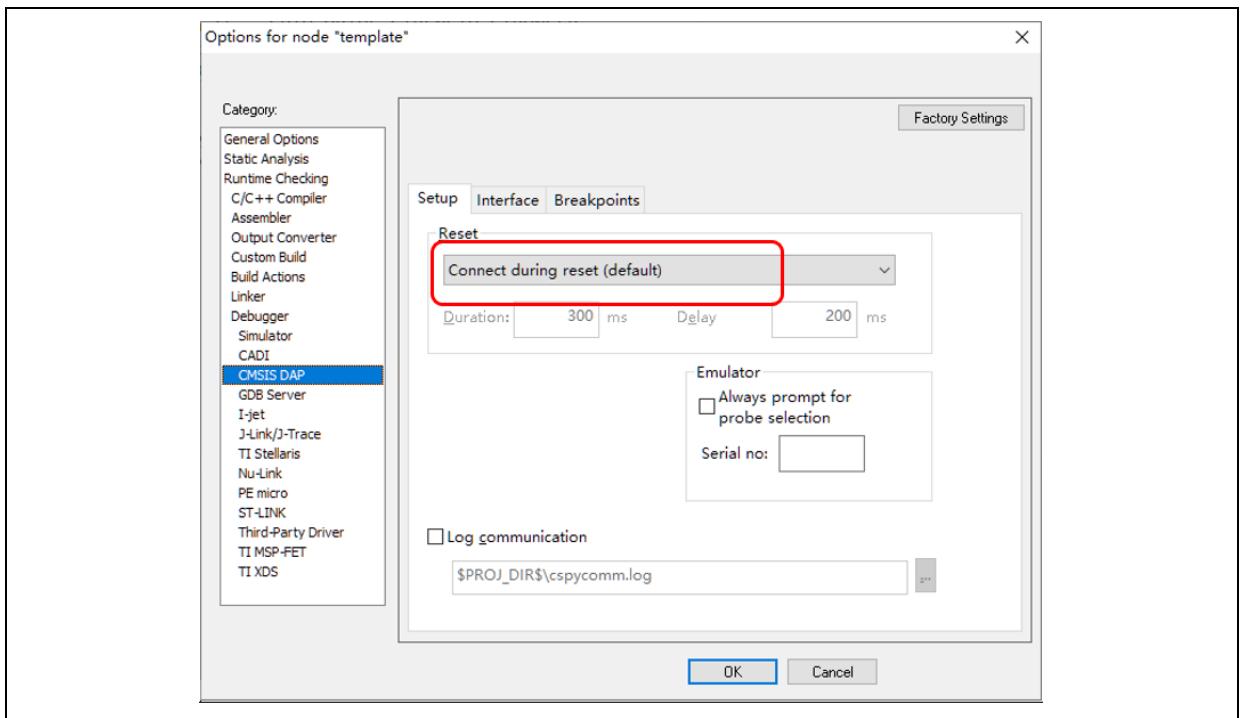 Options for node "template"
Category:
General Options
Static Analysis
Runtime Checking
C/C++ Compiler
Assembler
Output Converter
Custom Build
Build Actions
Linker
Debugger
Simulator
CADI
CMSIS DAP
GDB Server
I-jet
J-Link/J-Trace
TI Stellaris
Nu-Link
PE micro
ST-LINK
Third-Party Driver
TI MSP-FET
TI XDS
Factory Settings
Setup Interface Breakpoints
Reset
Connect during reset (default)
Duration: 300 ms Delay 200 ms
Emulator
Always prompt for
probe selection
Serial no:
Log communication
$PROJ_DIR$\cspycomm.log ...
OK Cancel